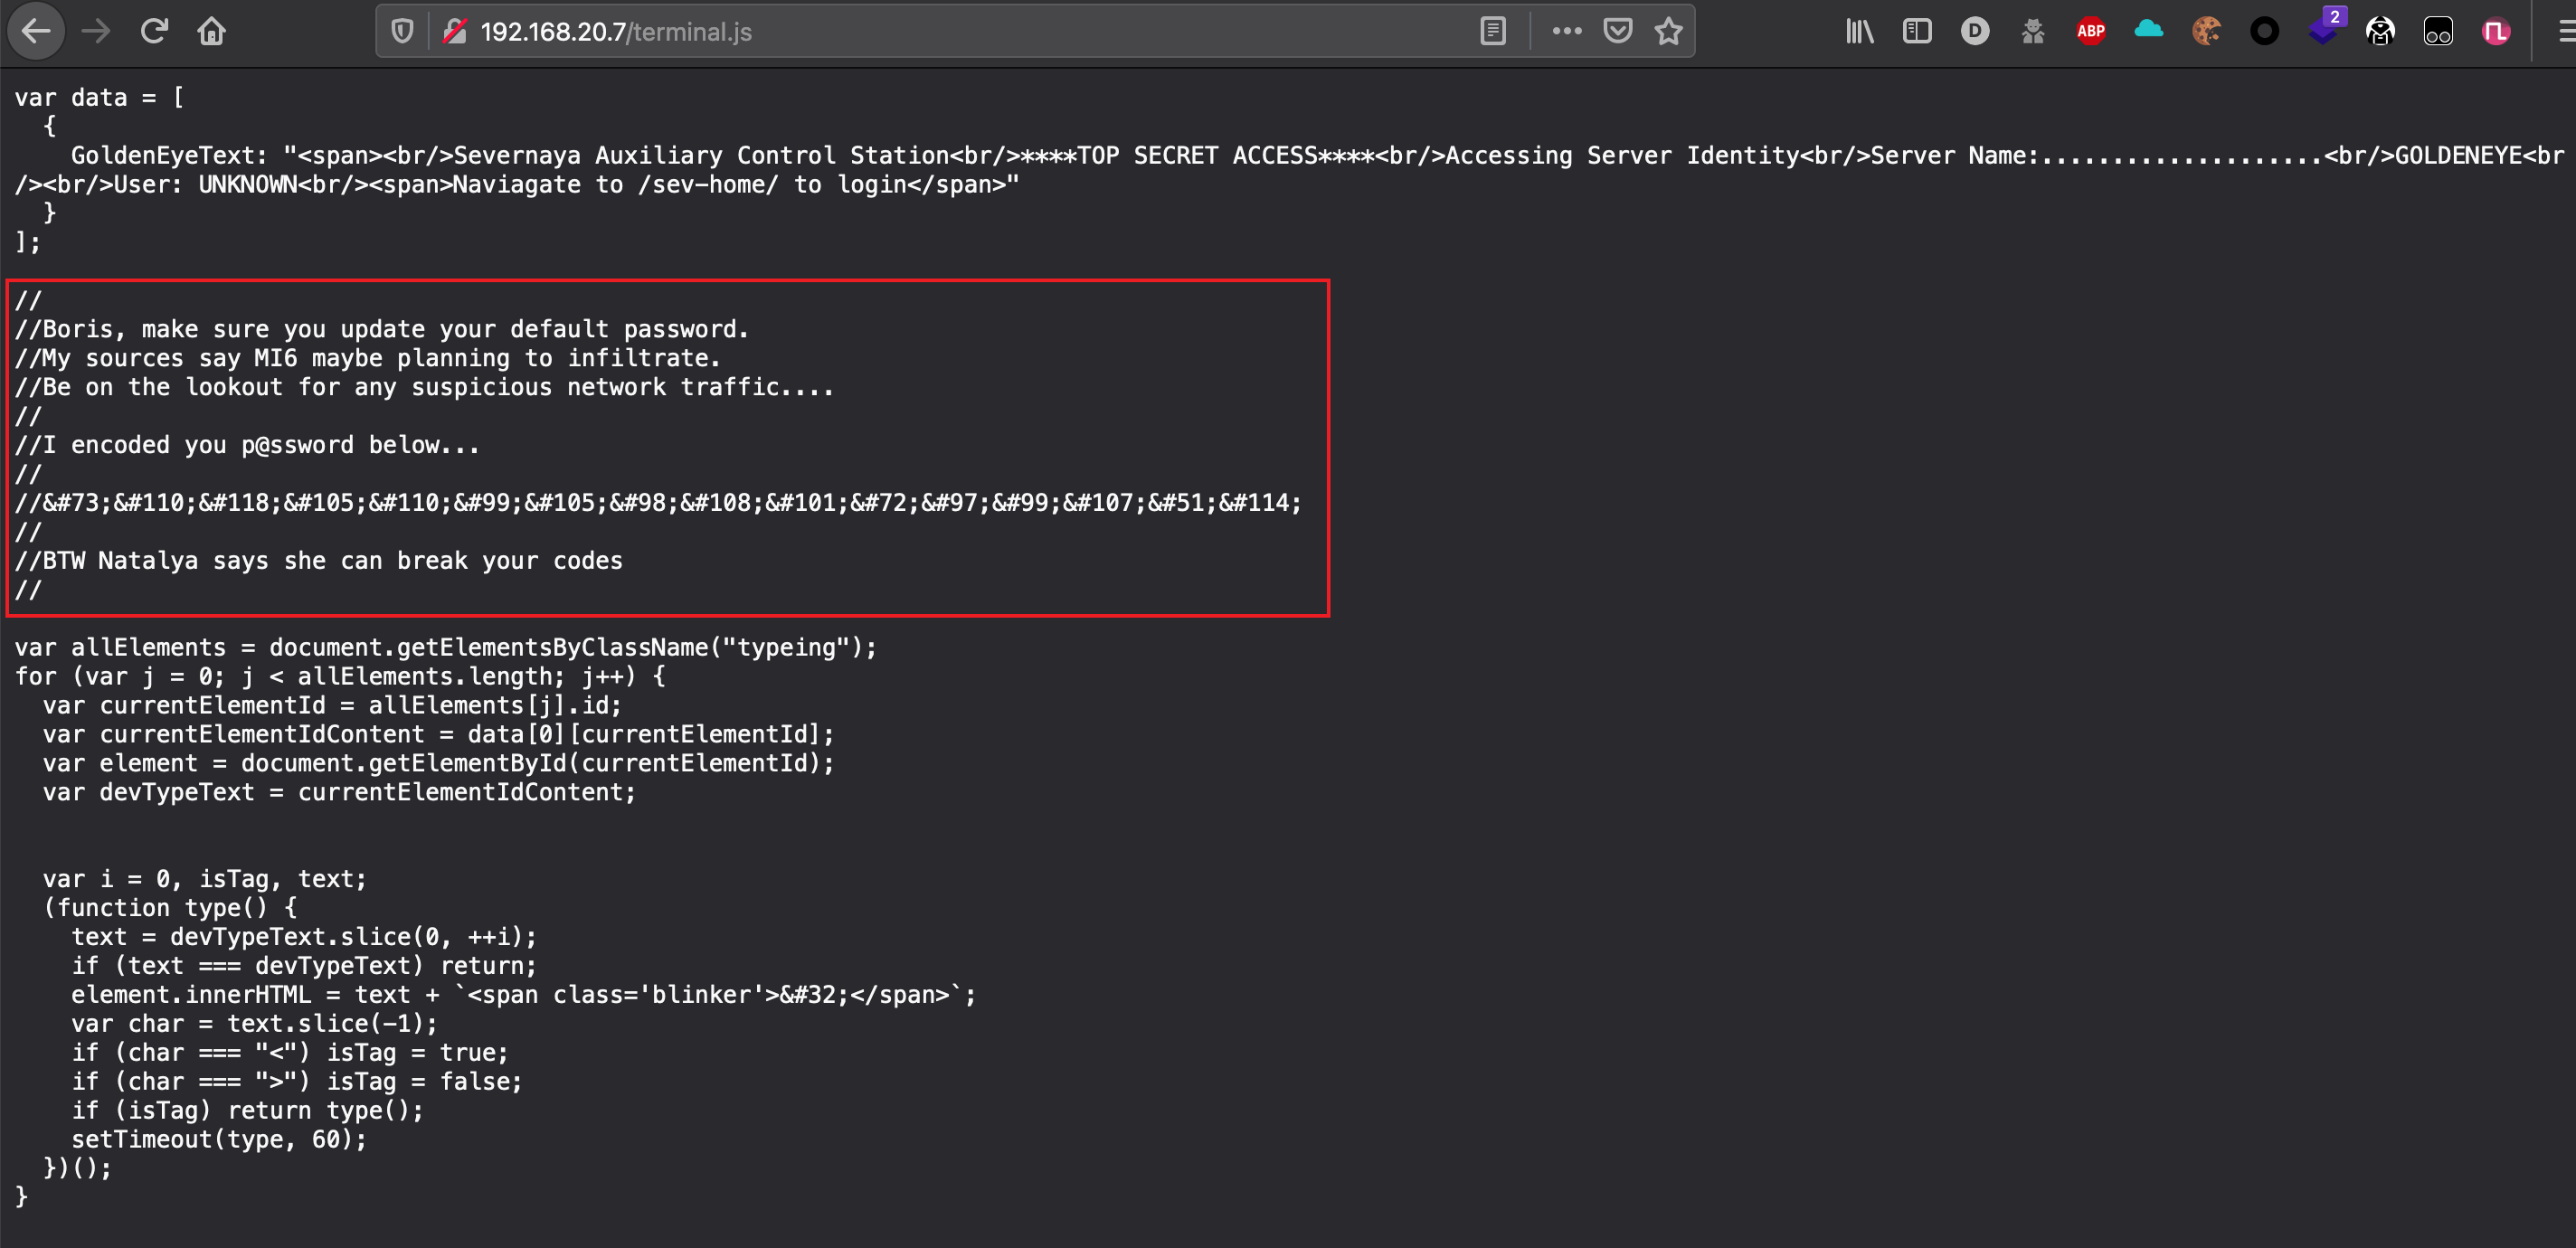 192.168.20.7/terminal.js
D
ABP
2
var data = [
  {
    GoldenEyeText: "<span><br/>Severnaya Auxiliary Control Station<br/>****TOP SECRET ACCESS****<br/>Accessing Server Identity<br/>Server Name:....................<br/>GOLDENEYE<br
/><br/>User: UNKNOWN<br/><span>Naviagate to /sev-home/ to login</span>"
  }
];
//
//Boris, make sure you update your default password.
//My sources say MI6 maybe planning to infiltrate.
//Be on the lookout for any suspicious network traffic....
//
//I encoded you p@ssword below...
//
//&#73;&#110;&#118;&#105;&#110;&#99;&#105;&#98;&#108;&#101;&#72;&#97;&#99;&#107;&#51;&#114;
//
//BTW Natalya says she can break your codes
//
var allElements = document.getElementsByClassName("typeing");
for (var j = 0; j < allElements.length; j++) {
  var currentElementId = allElements[j].id;
  var currentElementIdContent = data[0][currentElementId];
  var element = document.getElementById(currentElementId);
  var devTypeText = currentElementIdContent;
  var i = 0, isTag, text;
  (function type() {
    text = devTypeText.slice(0, ++i);
    if (text === devTypeText) return;
    element.innerHTML = text + `<span class='blinker'>&#32;</span>`;
    var char = text.slice(-1);
    if (char === "<") isTag = true;
    if (char === ">") isTag = false;
    if (isTag) return type();
    setTimeout(type, 60);
  })();
}